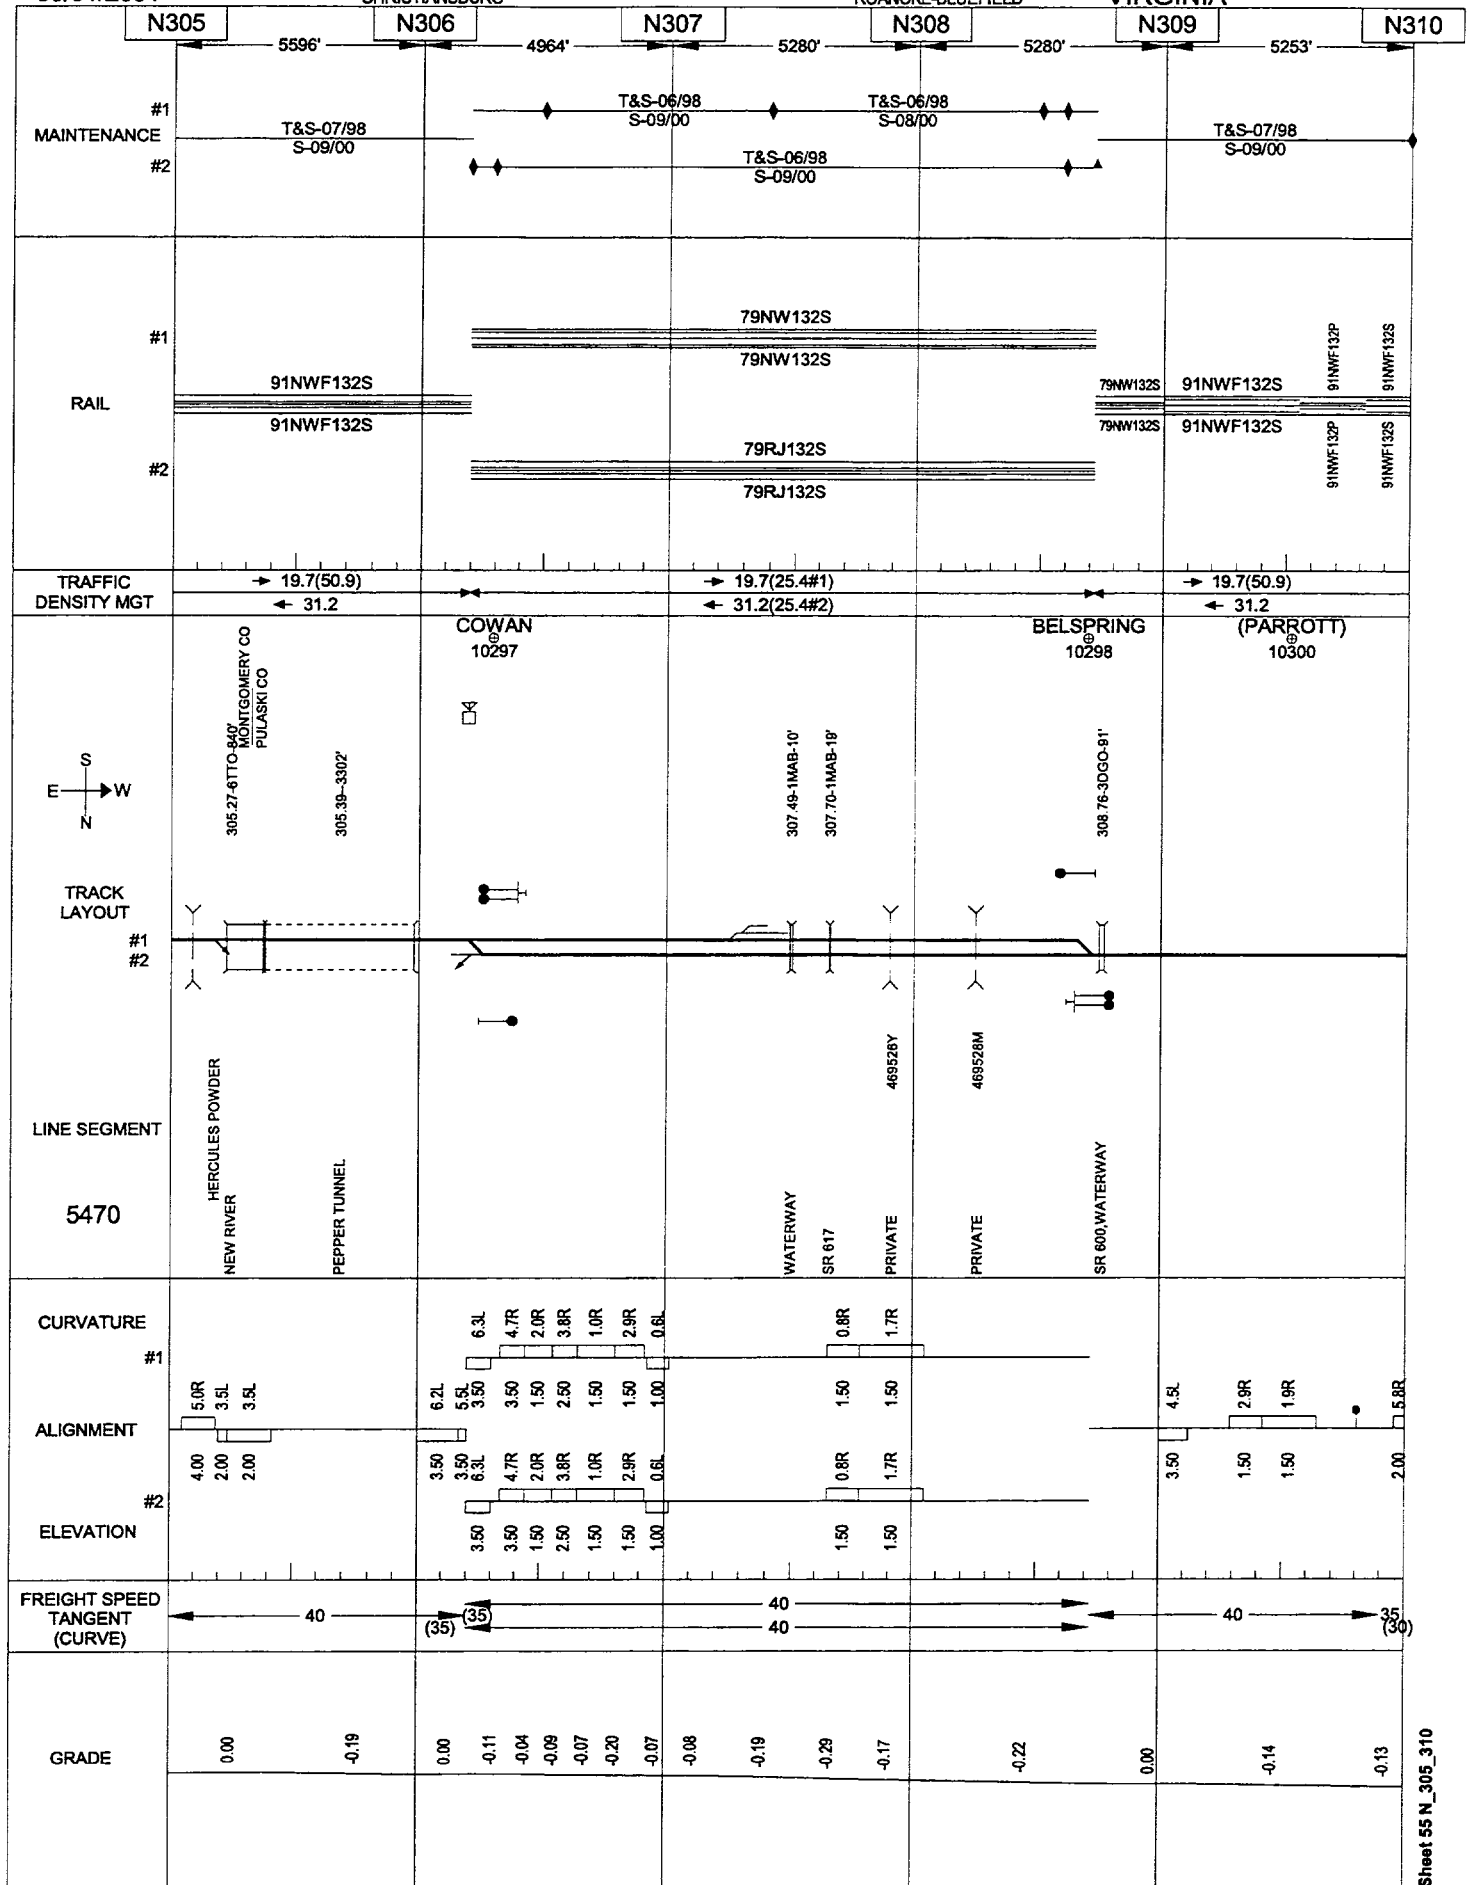 VIRGINIA
N305 N306 N307 N308 N309 N310
5596' 4964' 5280' 5280' 5253'
#1
T&S-06/98 T&S-06/98
S-09/00 S-08/00
MAINTENANCE
T&S-07/98
S-09/00
T&S-07/98
S-09/00
#2
T&S-06/98
S-09/00
#1
79NW132S
79NW132S
RAIL
91NWF132S
91NWF132S
79NW132S 91NWF132S
79NW132S 91NWF132S
91NWF132P
91NWF132S
91NWF132P
91NWF132S
#2
79RJ132S
79RJ132S
TRAFFIC
DENSITY MGT
→ 19.7(50.9) → 19.7(25.4#1) → 19.7(50.9)
← 31.2 ← 31.2(25.4#2) ← 31.2
COWAN BELSPRING (PARROTT)
10297 10298 10300
MONTGOMERY CO
PULASKI CO
305.27-6TTO-840'
305.39--3302'
307.49-1MAB-10'
307.70-1MAB-19'
308.76-3DGO-91'
S
E W
N
TRACK
LAYOUT
#1
#2
469526Y
469528M
LINE SEGMENT
5470
HERCULES POWDER
NEW RIVER
PEPPER TUNNEL
WATERWAY
SR 617
PRIVATE
PRIVATE
SR 600,WATERWAY
CURVATURE
#1
6.3L 4.7R 2.0R 3.8R 1.0R 2.9R 0.6L 0.8R 1.7R
3.50 3.50 1.50 2.50 1.50 1.50 1.00 1.50 1.50
ALIGNMENT
5.0R 3.5L 3.5L 6.2L 5.5L 4.5L 2.9R 1.9R 5.8R
4.00 2.00 2.00 3.50 3.50 3.50 1.50 1.50 2.00
#2
6.3L 4.7R 2.0R 3.8R 1.0R 2.9R 0.6L 0.8R 1.7R
3.50 3.50 1.50 2.50 1.50 1.50 1.00 1.50 1.50
ELEVATION
FREIGHT SPEED
TANGENT
(CURVE)
40 (35) (35) 40 40 40 35 (30)
GRADE
0.00 -0.19 0.00 -0.11 -0.04 -0.09 -0.07 -0.20 -0.07 -0.08 -0.19 -0.29 -0.17 -0.22 0.00 -0.14 -0.13
Sheet 55 N_305_310